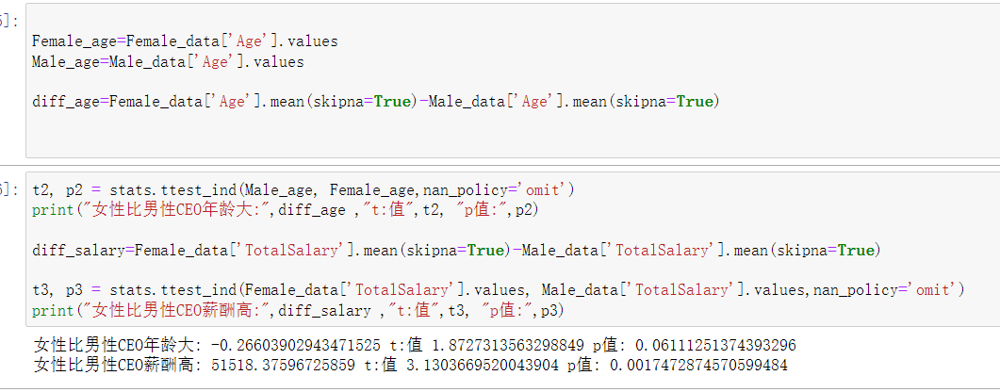 5]:
Female_age=Female_data['Age'].values
Male_age=Male_data['Age'].values
diff_age=Female_data['Age'].mean(skipna=True)-Male_data['Age'].mean(skipna=True)
6]:
t2, p2 = stats.ttest_ind(Male_age, Female_age,nan_policy='omit')
print("女性比男性CEO年龄大:",diff_age ,"t:值",t2, "p值:",p2)
diff_salary=Female_data['TotalSalary'].mean(skipna=True)-Male_data['TotalSalary'].mean(skipna=True)
t3, p3 = stats.ttest_ind(Female_data['TotalSalary'].values, Male_data['TotalSalary'].values,nan_policy='omit')
print("女性比男性CEO薪酬高:",diff_salary ,"t:值",t3, "p值:",p3)
女性比男性CEO年龄大: -0.26603902943471525 t:值 1.8727313563298849 p值: 0.06111251374393296
女性比男性CEO薪酬高: 51518.37596725859 t:值 3.1303669520043904 p值: 0.0017472874570599484